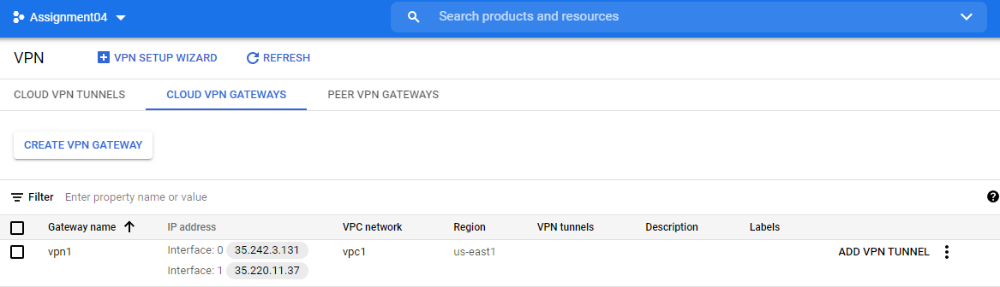 Assignment04
Search products and resources
VPN
VPN SETUP WIZARD
REFRESH
CLOUD VPN TUNNELS
CLOUD VPN GATEWAYS
PEER VPN GATEWAYS
CREATE VPN GATEWAY
Filter Enter property name or value
Gateway name IP address VPC network Region VPN tunnels Description Labels
vpn1 Interface: 0 35.242.3.131 vpc1 us-east1 ADD VPN TUNNEL
Interface: 1 35.220.11.37